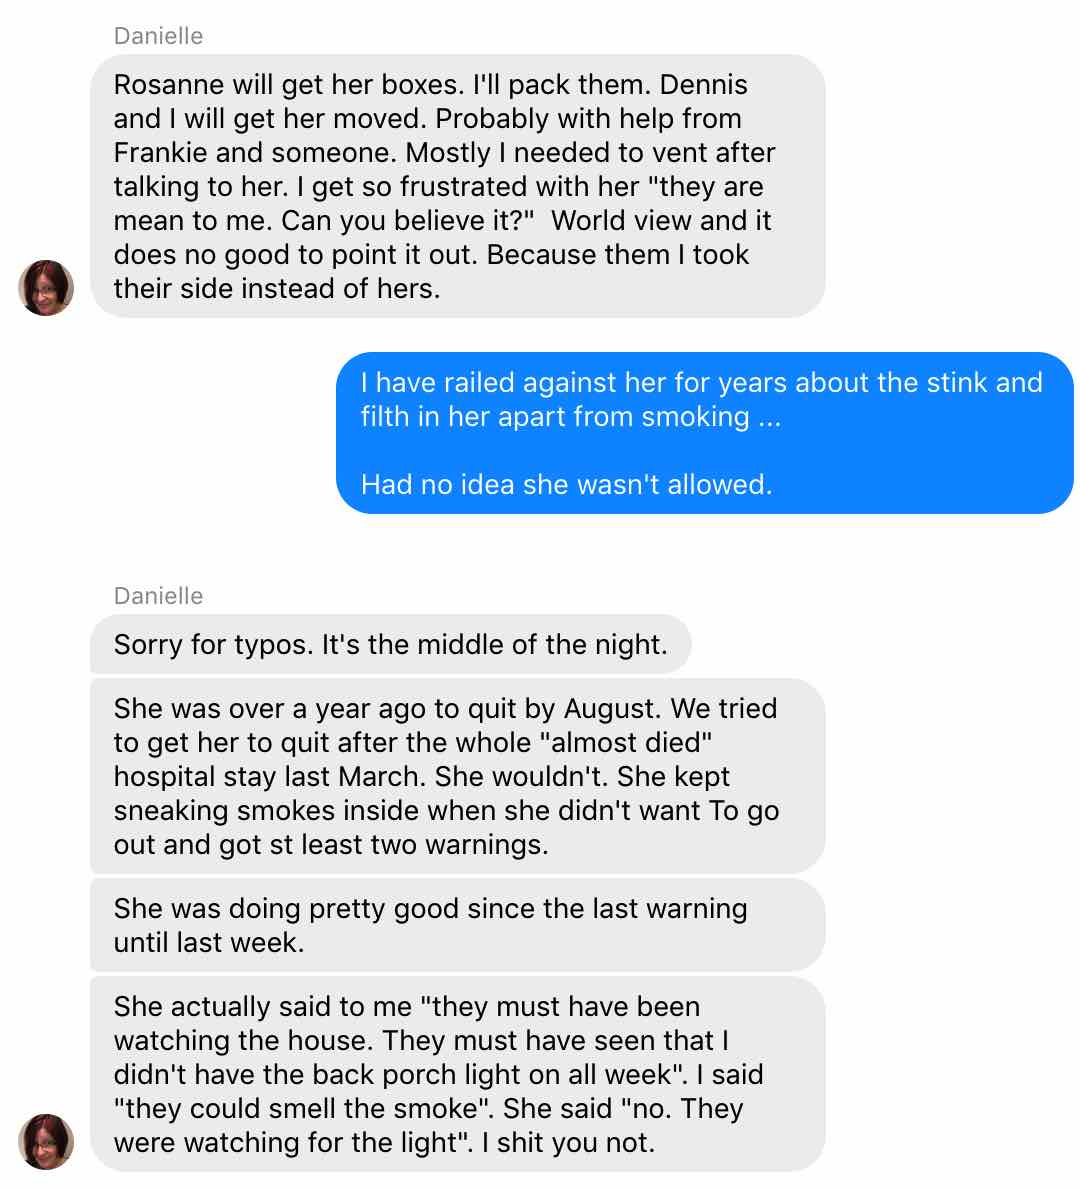 Danielle
Rosanne will get her boxes. I'll pack them. Dennis
and I will get her moved. Probably with help from
Frankie and someone. Mostly I needed to vent after
talking to her. I get so frustrated with her "they are
mean to me. Can you believe it?"  World view and it
does no good to point it out. Because them I took
their side instead of hers.
I have railed against her for years about the stink and
filth in her apart from smoking ...
Had no idea she wasn't allowed.
Danielle
Sorry for typos. It's the middle of the night.
She was over a year ago to quit by August. We tried
to get her to quit after the whole "almost died"
hospital stay last March. She wouldn't. She kept
sneaking smokes inside when she didn't want To go
out and got st least two warnings.
She was doing pretty good since the last warning
until last week.
She actually said to me "they must have been
watching the house. They must have seen that I
didn't have the back porch light on all week". I said
"they could smell the smoke". She said "no. They
were watching for the light". I shit you not.